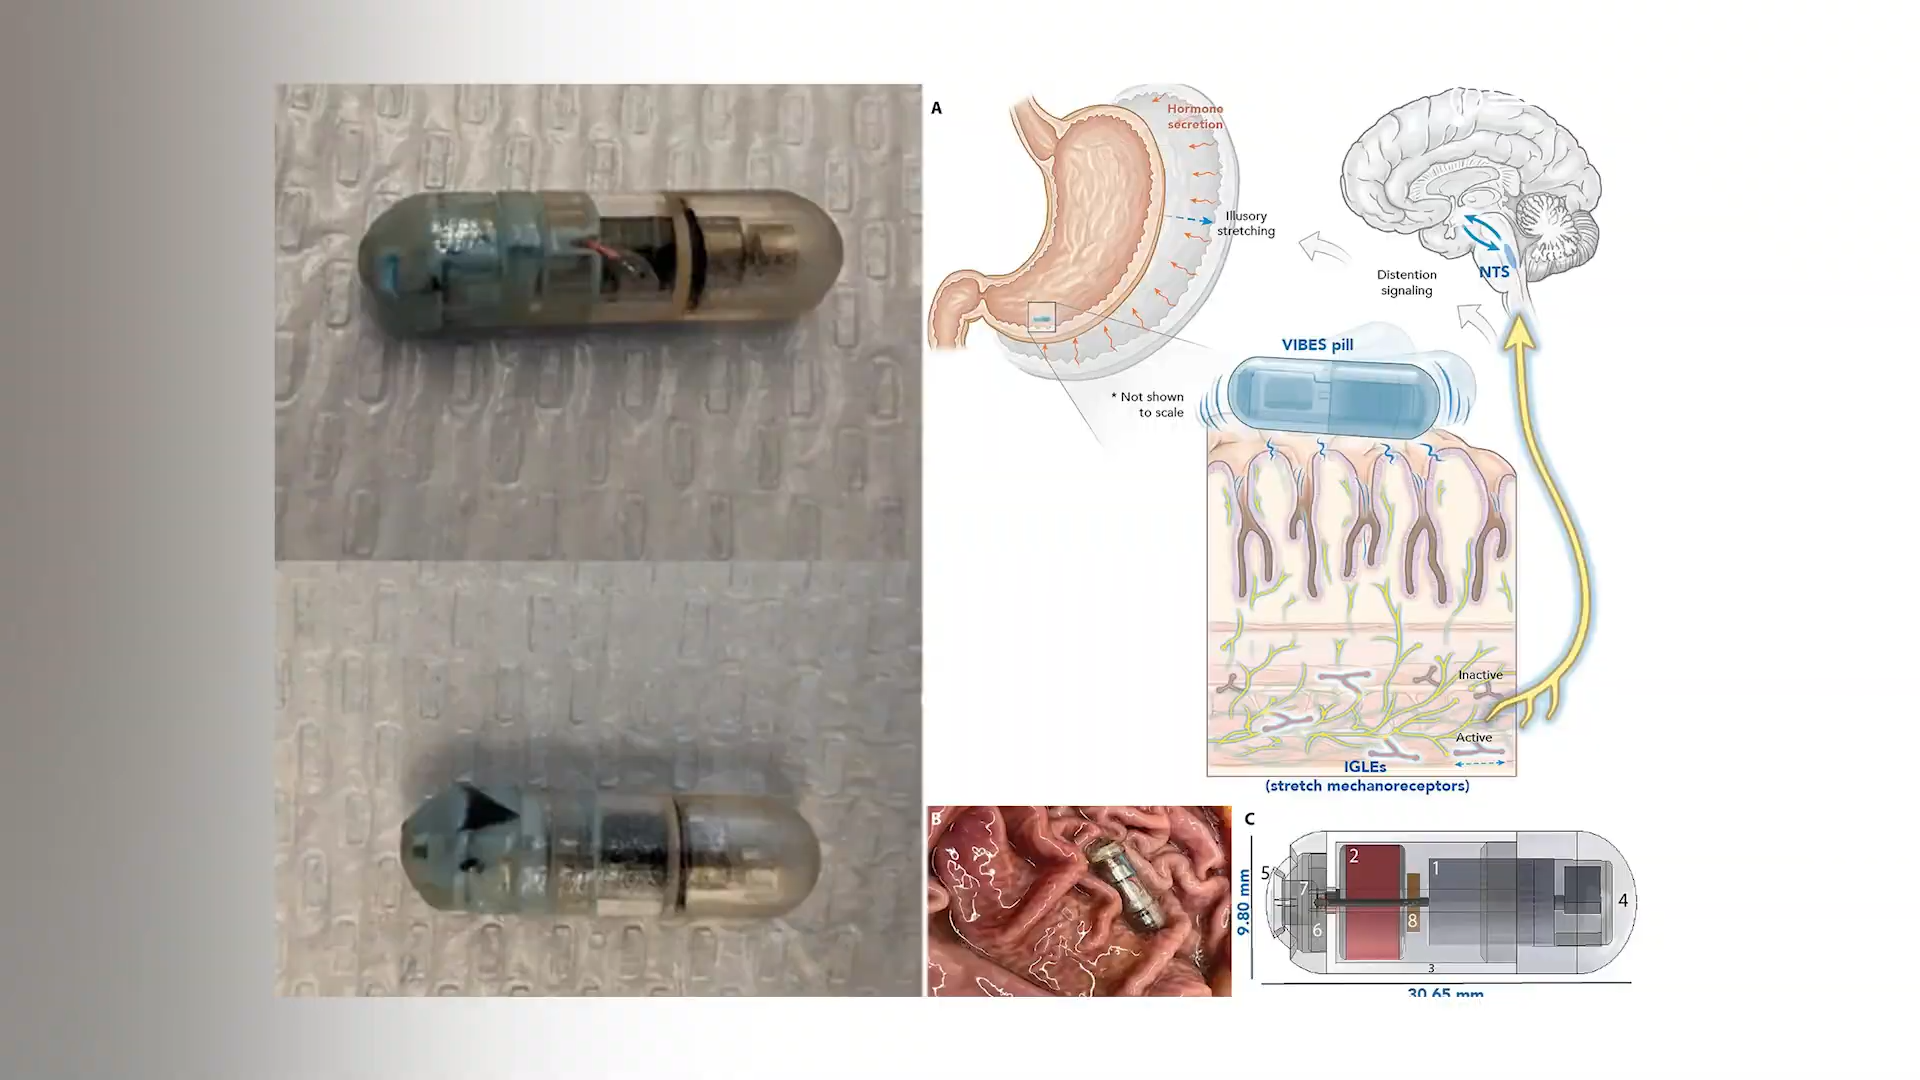 A
Hormone
secretion
Illusory
stretching
Distention
signaling
NTS
VIBES pill
* Not shown
to scale
Inactive
Active
IGLEs
(stretch mechanoreceptors)
B
C
9.80 mm
5
7
6
2
8
1
3
4
30.65 mm